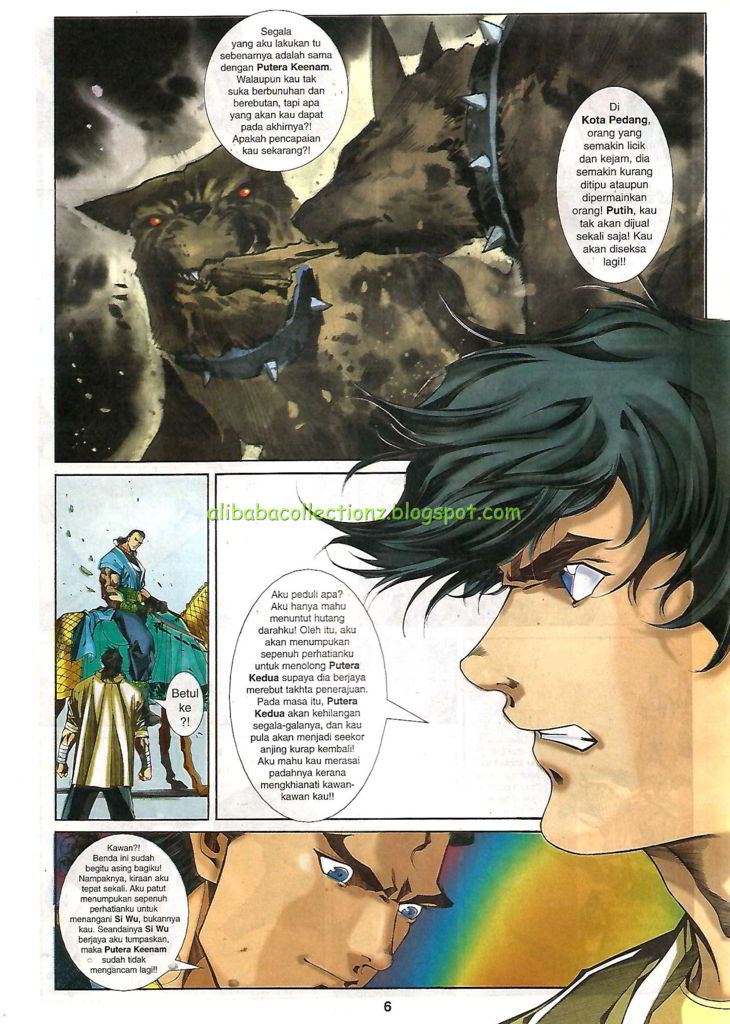 Segala
yang aku lakukan tu
sebenarnya adalah sama
dengan Putera Keenam.
Walaupun kau tak
suka berbunuhan dan
berebutan, tapi apa
yang akan kau dapat
pada akhirnya?!
Apakah pencapaian
kau sekarang?!
Di
Kota Pedang,
orang yang
semakin licik
dan kejam, dia
semakin kurang
ditipu ataupun
dipermainkan
orang! Putih, kau
tak akan dijual
sekali saja! Kau
akan diseksa
lagi!!
alibabacollectionz.blogspot.com
Betul
ke
?!
Aku peduli apa?
Aku hanya mahu
menuntut hutang
darahku! Oleh itu, aku
akan menumpukan
sepenuh perhatianku
untuk menolong Putera
Kedua supaya dia berjaya
merebut takhta penerajuan.
Pada masa itu, Putera
Kedua akan kehilangan
segala-galanya, dan kau
pula akan menjadi seekor
anjing kurap kembali!
Aku mahu kau merasai
padahnya kerana
mengkhianati kawan-
kawan kau!!
Kawan?!
Benda ini sudah
begitu asing bagiku!
Nampaknya, kiraan aku
tepat sekali. Aku patut
menumpukan sepenuh
perhatianku untuk
menangani Si Wu, bukannya
kau. Seandainya Si Wu
berjaya aku tumpaskan,
maka Putera Keenam
sudah tidak
mengancam lagi!!
6